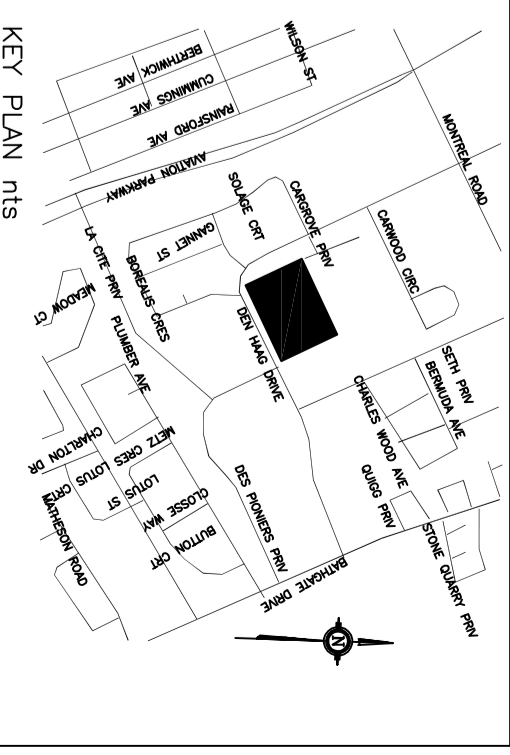 WILSON ST.
BERTHWICK AVE
CUMMINGS AVE
RAINSFORD AVE
AVIATION PARKWAY
MONTREAL ROAD
SOLAGE CRT
CARGROVE PRIV
CARWOOD CIRC
GANNET ST
LA CITE PRIV
BOREALIS CRES
MEADOW CT
PLUMBER AVE
DEN HAAG DRIVE
SETH PRIV
BERMUDA AVE
CHARLES WOOD AVE
CHARLTON DR
METZ CRES
LOTUS CRT
LOTUS ST
CLOSSE WAY
BUTTON CRT
MATHESON ROAD
DES PIONIERS PRIV
QUIGG PRIV
STONE QUARRY PRIV
BATHGATE DRIVE
N
KEY PLAN nts